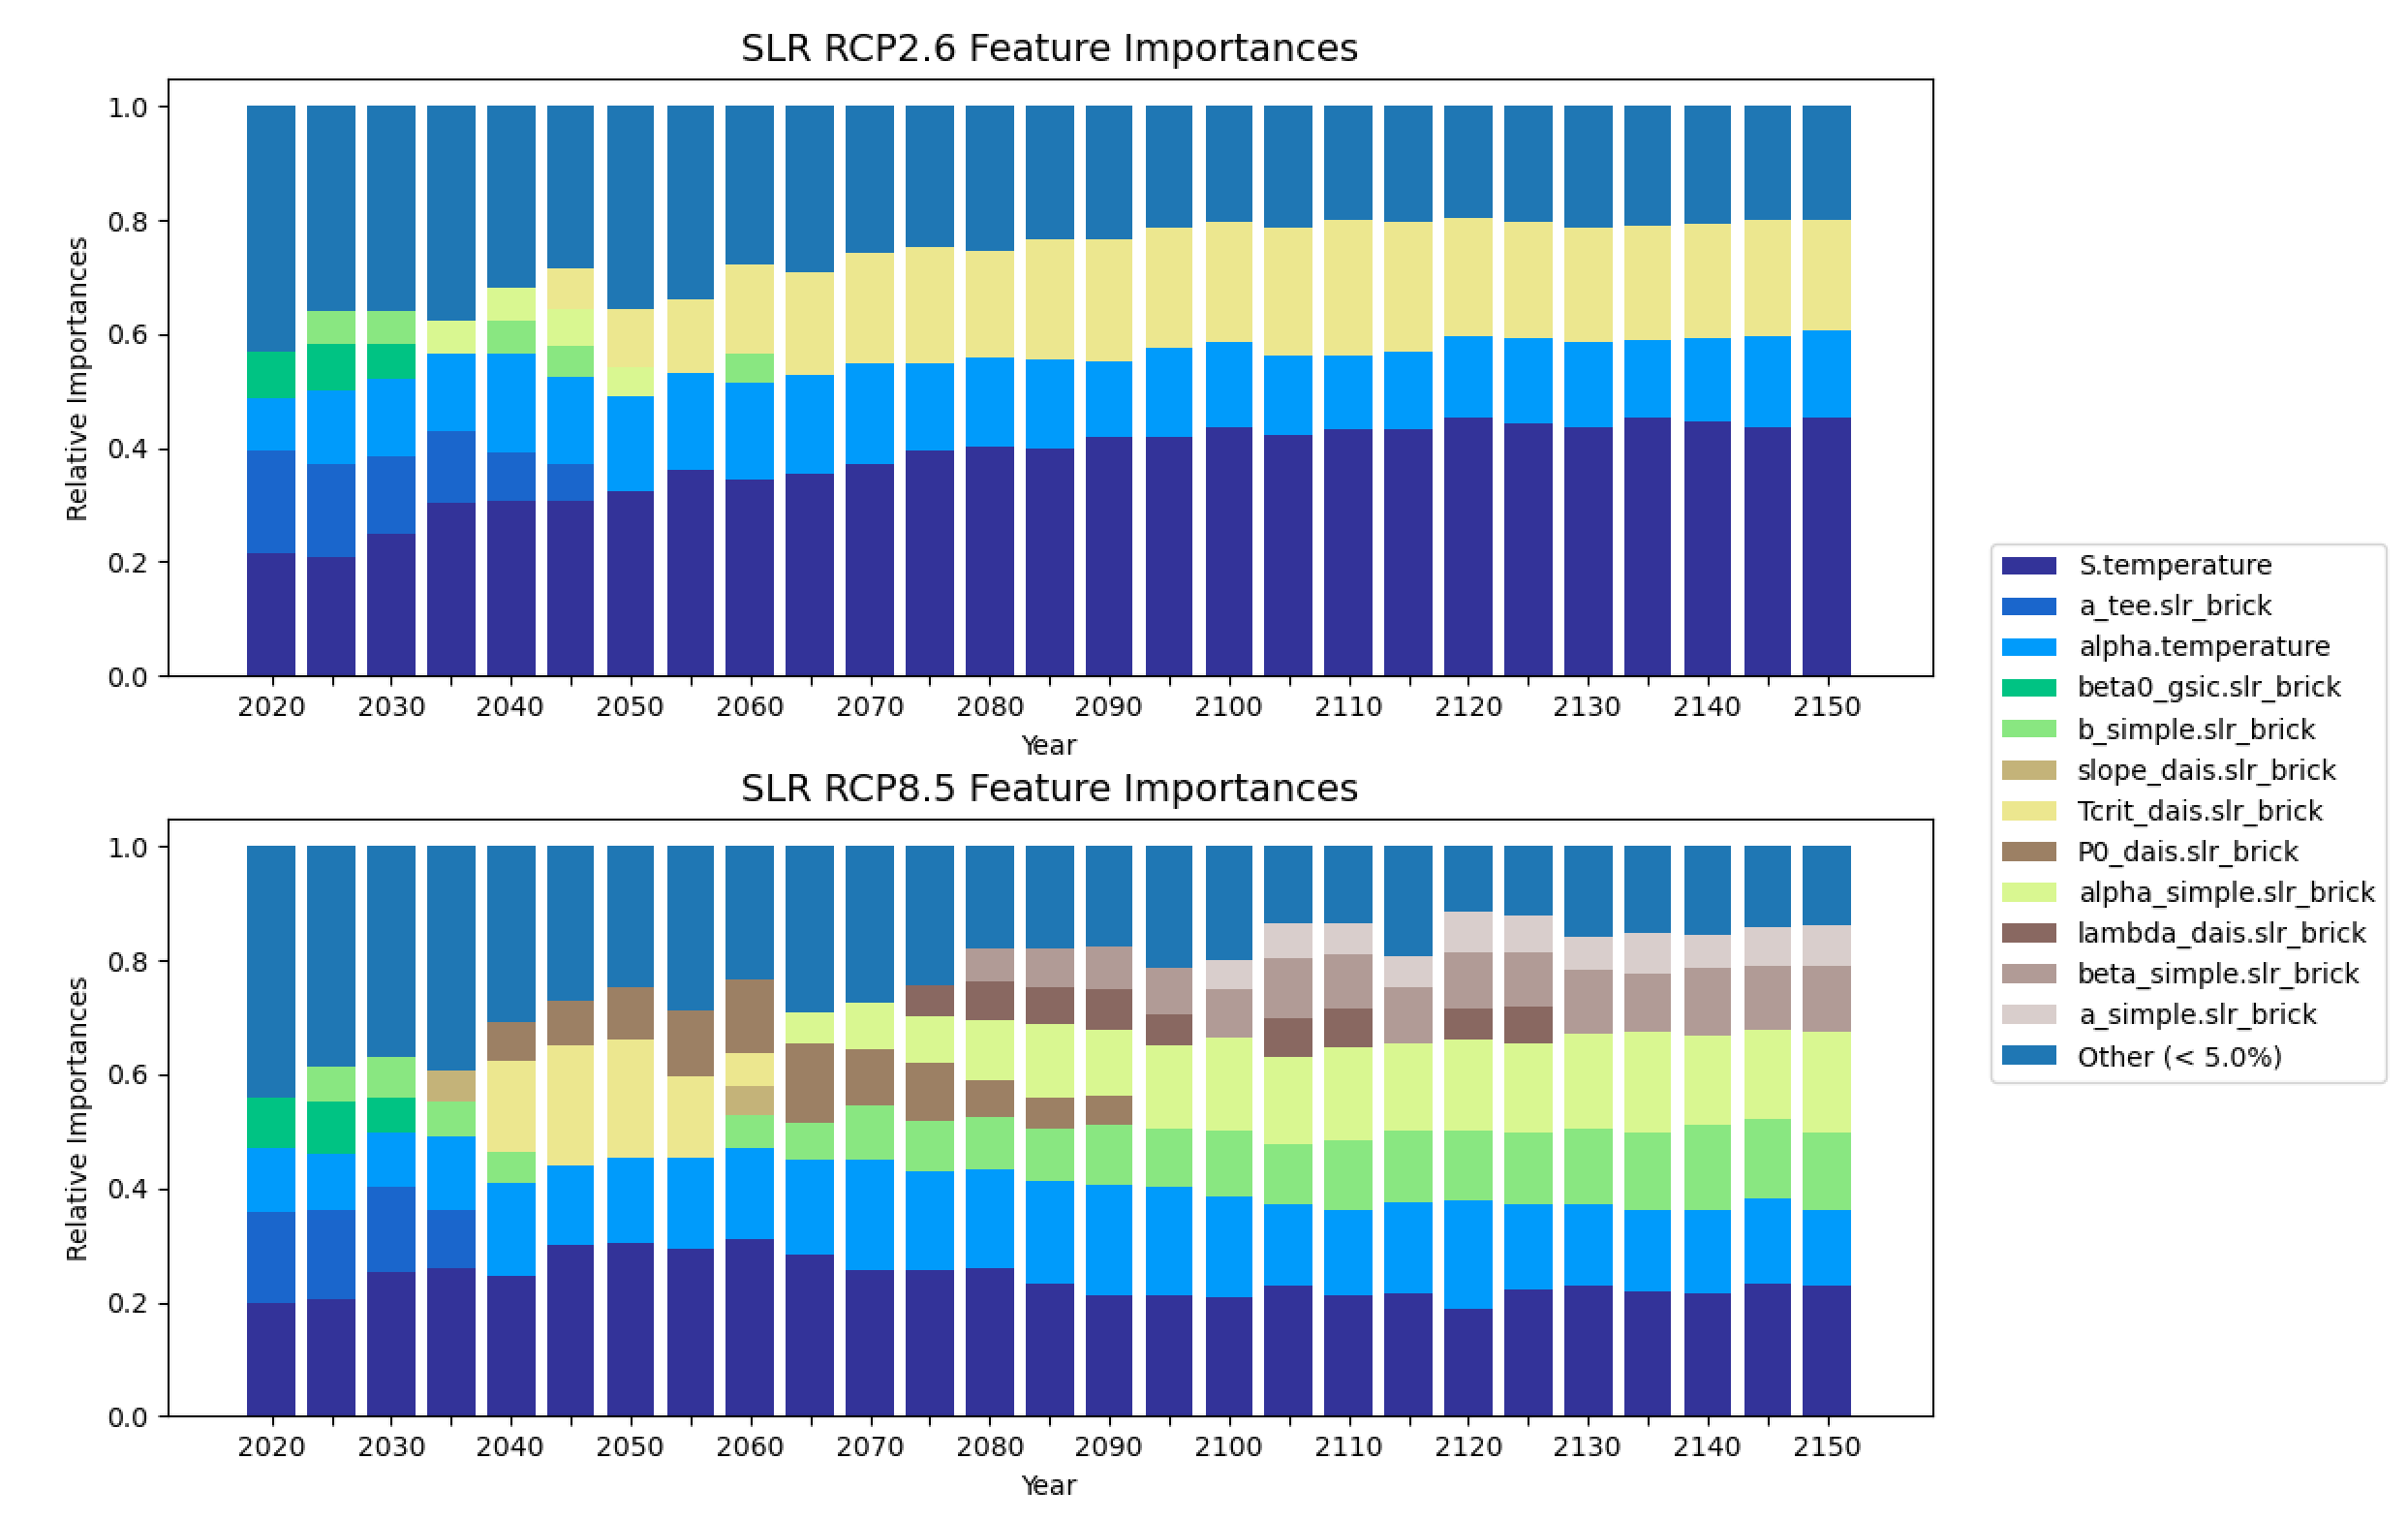 SLR RCP2.6 Feature Importances
Relative Importances
1.0
0.8
0.6
0.4
0.2
0.0
2020 2030 2040 2050 2060 2070 2080 2090 2100 2110 2120 2130 2140 2150
Year
SLR RCP8.5 Feature Importances
Relative Importances
1.0
0.8
0.6
0.4
0.2
0.0
2020 2030 2040 2050 2060 2070 2080 2090 2100 2110 2120 2130 2140 2150
Year
S.temperature
a_tee.slr_brick
alpha.temperature
beta0_gsic.slr_brick
b_simple.slr_brick
slope_dais.slr_brick
Tcrit_dais.slr_brick
P0_dais.slr_brick
alpha_simple.slr_brick
lambda_dais.slr_brick
beta_simple.slr_brick
a_simple.slr_brick
Other (< 5.0%)